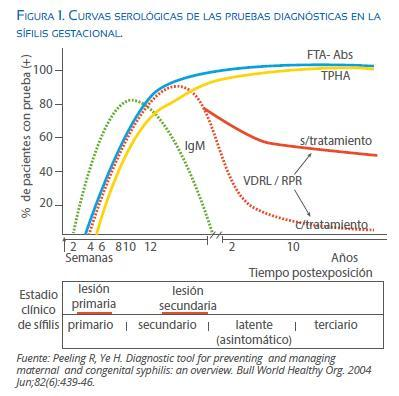 FIGURA I. CURVAS SEROLÓGICAS DE LAS PRUEBAS DIAGNÓSTICAS EN LA
SÍFILIS GESTACIONAL.
% de pacientes con prueba (+)
100
80
60
40
20
FTA- Abs
TPHA
IgM
s/tratamiento
VDRL / RPR
c/tratamiento
2 4 6 8 10 12 2 10
Semanas Años
Tiempo postexposición
Estadio
clínico
de sífilis
lesión
primaria
lesión
secundaria
primario secundario latente
(asintomático) terciario
Fuente: Peeling R, Ye H. Diagnostic tool for preventing and managing
maternal and congenital syphilis: an overview. Bull World Healthy Org. 2004
Jun;82(6):439-46.